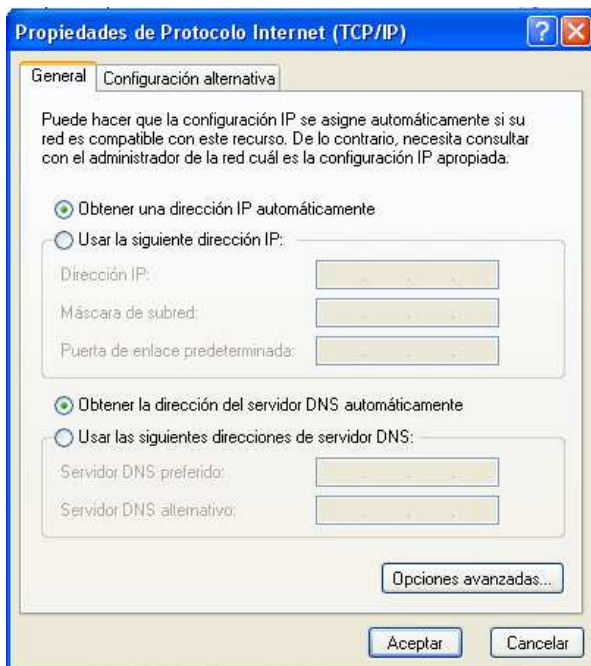 Propiedades de Protocolo Internet (TCP/IP)
General
Configuración alternativa
Puede hacer que la configuración IP se asigne automáticamente si su
red es compatible con este recurso. De lo contrario, necesita consultar
con el administrador de la red cuál es la configuración IP apropiada.
Obtener una dirección IP automáticamente
Usar la siguiente dirección IP:
Dirección IP:
Máscara de subred:
Puerta de enlace predeterminada:
Obtener la dirección del servidor DNS automáticamente
Usar las siguientes direcciones de servidor DNS:
Servidor DNS preferido:
Servidor DNS alternativo:
Opciones avanzadas...
Aceptar
Cancelar